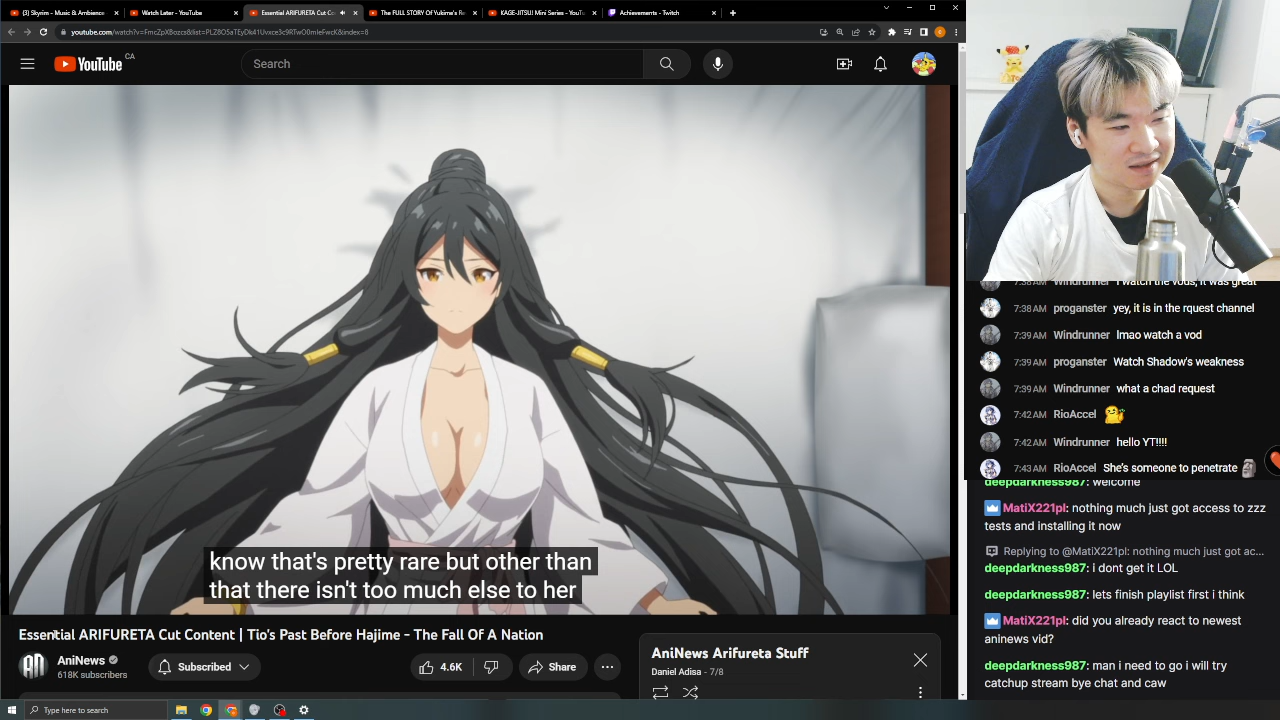 (3) Skyrim - Music & Ambience
Watch Later - YouTube
Essential ARIFURETA Cut C
The FULL STORY Of Yukime's R
KAGE-JITSU! Mini Series - YouTu
Achievements - Twitch
youtube.com/watch?v=FmcZpXBozcs&list=PLZ8OSaTEyDk41Uvxce3c9RTwO0mIeFwcK&index=8
YouTube CA
Search
know that's pretty rare but other than
that there isn't too much else to her
Essential ARIFURETA Cut Content | Tio's Past Before Hajime - The Fall Of A Nation
AniNews
618K subscribers
Subscribed
4.6K
Share
AniNews Arifureta Stuff
Daniel Adisa - 7/8
Type here to search
7:38 AM Windrunner I watch the vods, it was great
7:38 AM proganster yey, it is in the rquest channel
7:39 AM Windrunner lmao watch a vod
7:39 AM proganster Watch Shadow's weakness
7:39 AM Windrunner what a chad request
7:42 AM RioAccel
7:42 AM Windrunner hello YT!!!!
7:43 AM RioAccel She's someone to penetrate
deepdarkness987: welcome
MatiX221pl: nothing much just got access to zzz
tests and installing it now
Replying to @MatiX221pl: nothing much just got ac...
deepdarkness987: i dont get it LOL
deepdarkness987: lets finish playlist first i think
MatiX221pl: did you already react to newest
aninews vid?
deepdarkness987: man i need to go i will try
catchup stream bye chat and caw